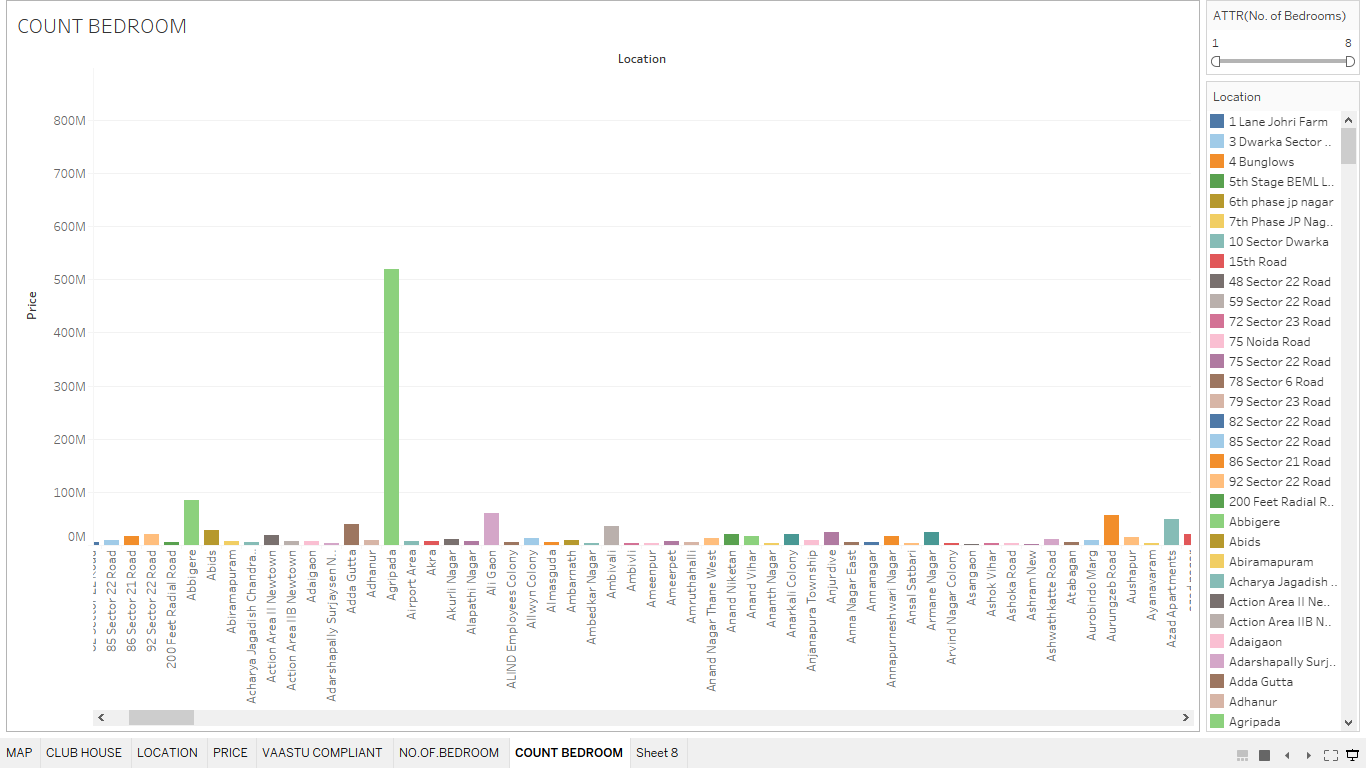 COUNT BEDROOM
Location
Price
800M
700M
600M
500M
400M
300M
200M
100M
0M
85 Sector 22 Road
86 Sector 21 Road
92 Sector 22 Road
200 Feet Radial Road
Abbigere
Abids
Abiramapuram
Acharya Jagadish Chandra..
Action Area II Newtown
Action Area IIB Newtown
Adaigaon
Adarshapally Surjaysen N..
Adda Gutta
Adhanur
Agripada
Airport Area
Akra
Akurli Nagar
Alapathi Nagar
Ali Gaon
ALIND Employees Colony
Allwyn Colony
Almasguda
Ambarnath
Ambedkar Nagar
Ambivali
Ambivli
Ameenpur
Ameerpet
Amruthahalli
Anand Nagar Thane West
Anand Niketan
Anand Vihar
Ananth Nagar
Anarkali Colony
Anjanapura Township
Anjurdive
Anna Nagar East
Annanagar
Annapurneshwari Nagar
Ansal Satbari
Armane Nagar
Arvind Nagar Colony
Asangaon
Ashok Vihar
Ashoka Road
Ashram New
Ashwathkatte Road
Atabagan
Aurobindo Marg
Aurungzeb Road
Aushapur
Ayanavaram
Azad Apartments
ATTR(No. of Bedrooms)
1 8
Location
1 Lane Johri Farm
3 Dwarka Sector ..
4 Bunglows
5th Stage BEML L..
6th phase jp nagar
7th Phase JP Nag..
10 Sector Dwarka
15th Road
48 Sector 22 Road
59 Sector 22 Road
72 Sector 23 Road
75 Noida Road
75 Sector 22 Road
78 Sector 6 Road
79 Sector 23 Road
82 Sector 22 Road
85 Sector 22 Road
86 Sector 21 Road
92 Sector 22 Road
200 Feet Radial R..
Abbigere
Abids
Abiramapuram
Acharya Jagadish ..
Action Area II Ne..
Action Area IIB N..
Adaigaon
Adarshapally Surj..
Adda Gutta
Adhanur
Agripada
MAP CLUB HOUSE LOCATION PRICE VAASTU COMPLIANT NO.OF.BEDROOM COUNT BEDROOM Sheet 8